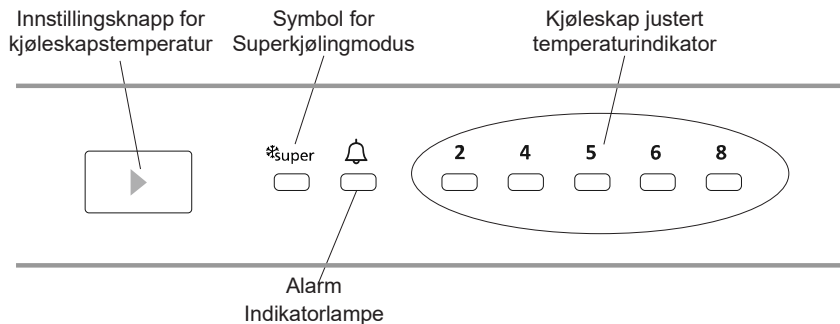 Innstillingsknapp for
kjøleskapstemperatur
Symbol for
Superkjølingmodus
Kjøleskap justert
temperaturindikator
super
2 4 5 6 8
Alarm
Indikatorlampe